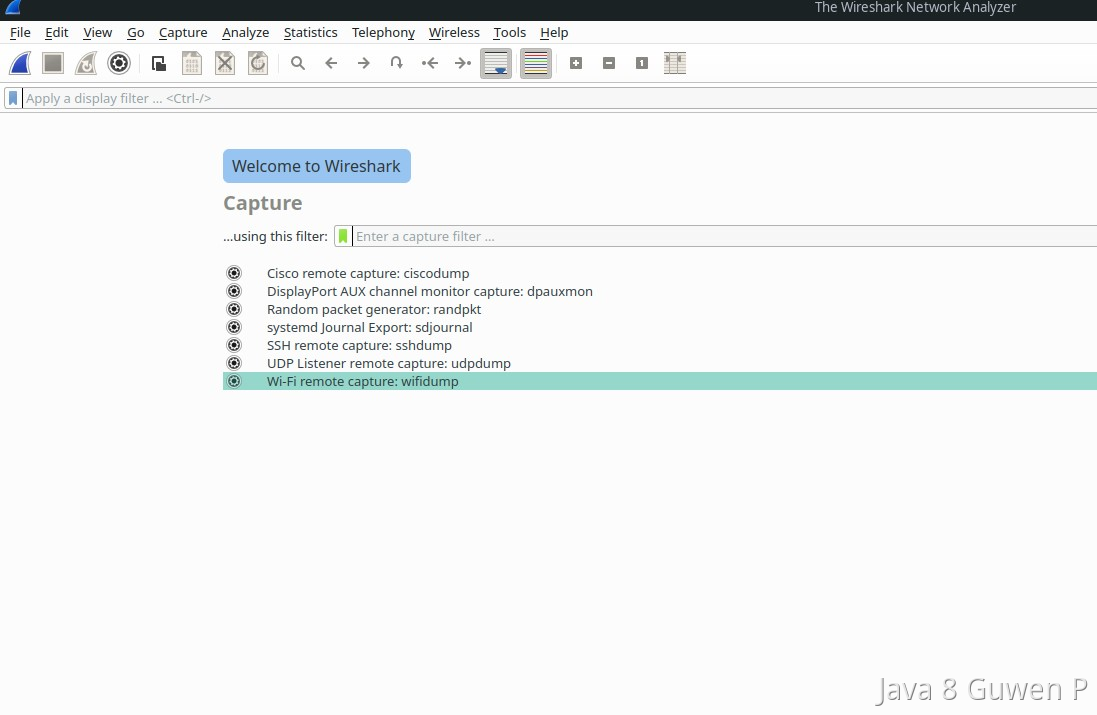 The Wireshark Network Analyzer
File Edit View Go Capture Analyze Statistics Telephony Wireless Tools Help
Apply a display filter ... <Ctrl-/>
Welcome to Wireshark
Capture
...using this filter: Enter a capture filter ...
Cisco remote capture: ciscodump
DisplayPort AUX channel monitor capture: dpauxmon
Random packet generator: randpkt
systemd Journal Export: sdjournal
SSH remote capture: sshdump
UDP Listener remote capture: udpdump
Wi-Fi remote capture: wifidump
Java 8 Guwen P